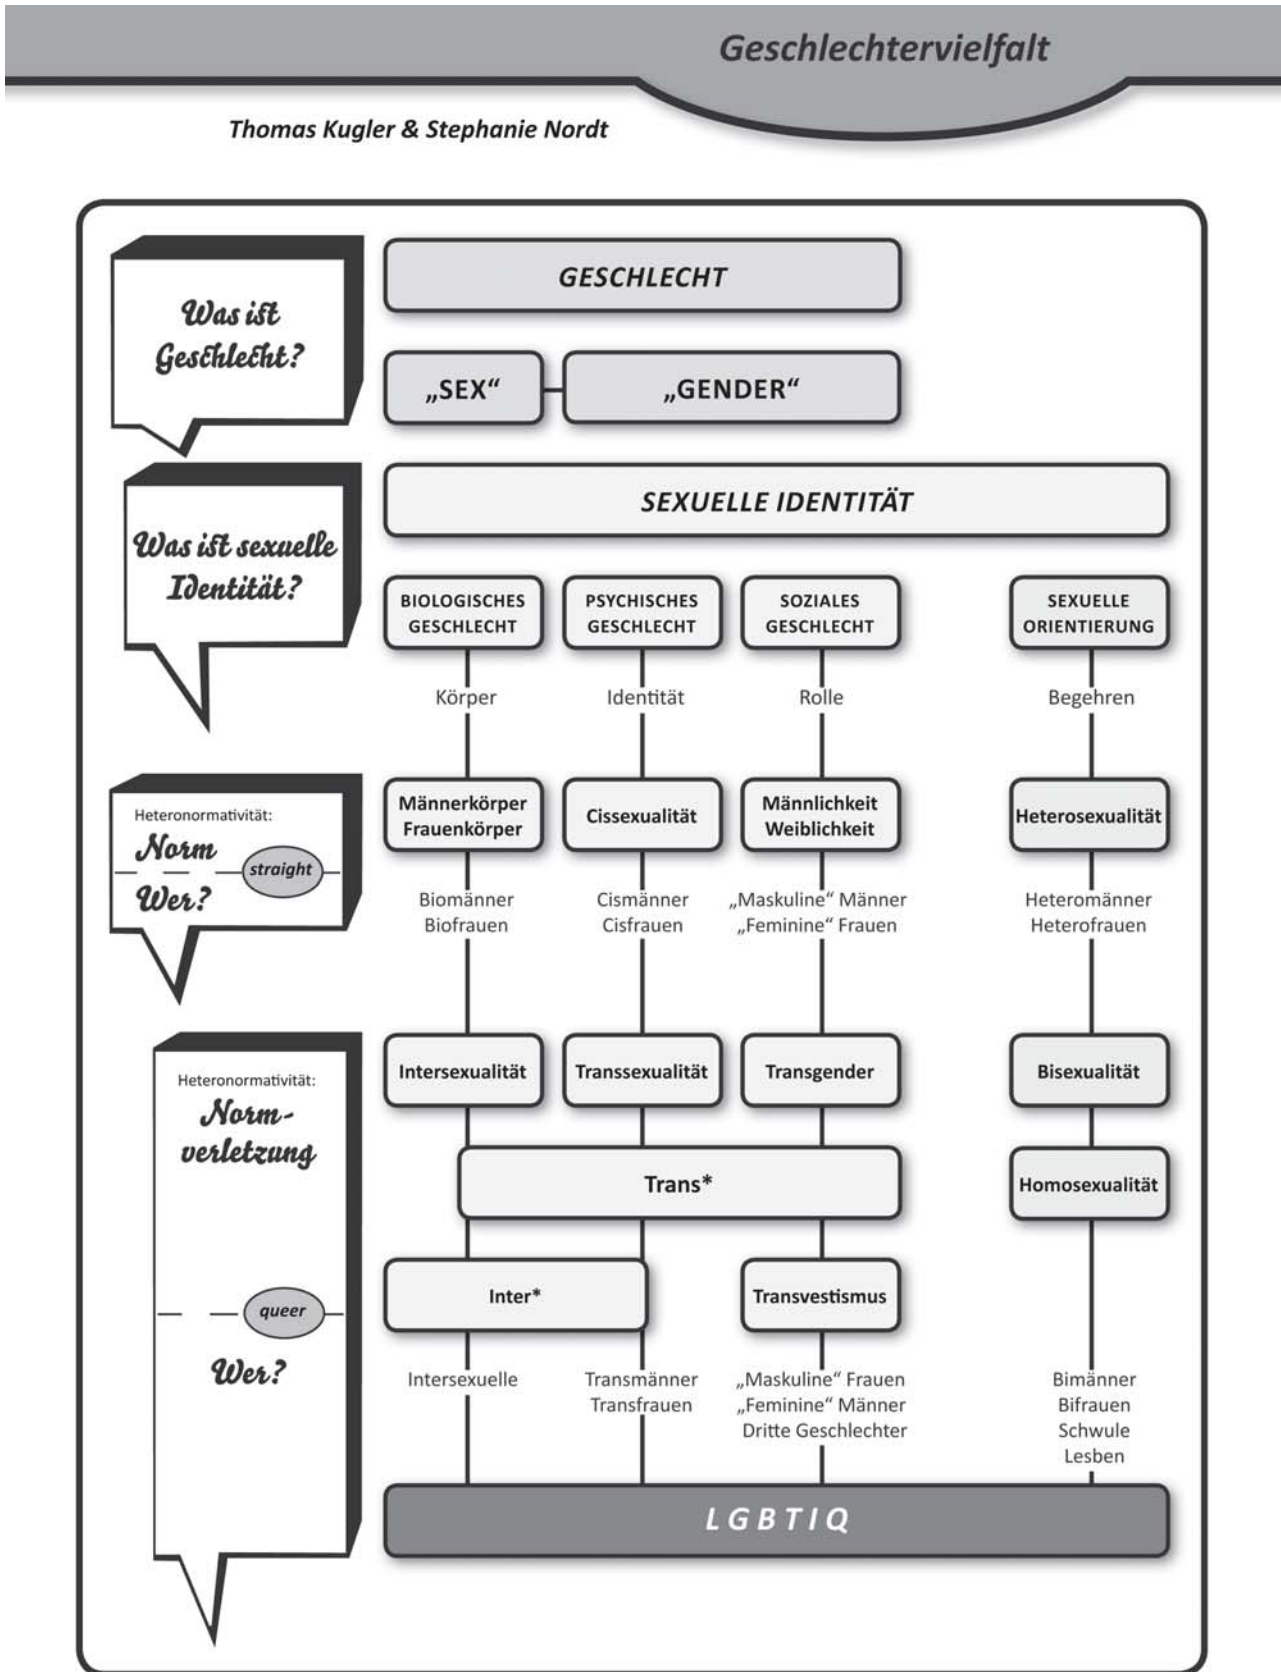 Geschlechtervielfalt
Thomas Kugler & Stephanie Nordt
Was ist
Geschlecht?
GESCHLECHT
„SEX“
„GENDER“
Was ist sexuelle
Identität?
SEXUELLE IDENTITÄT
BIOLOGISCHES
GESCHLECHT
PSYCHISCHES
GESCHLECHT
SOZIALES
GESCHLECHT
SEXUELLE
ORIENTIERUNG
Körper
Identität
Rolle
Begehren
Heteronormativität:
Norm
straight
Wer?
Männerkörper
Frauenkörper
Cissexualität
Männlichkeit
Weiblichkeit
Heterosexualität
Biomänner
Biofrauen
Cismänner
Cisfrauen
„Maskuline“ Männer
„Feminine“ Frauen
Heteromänner
Heterofrauen
Heteronormativität:
Norm-
verletzung
queer
Wer?
Intersexualität
Transsexualität
Transgender
Bisexualität
Trans*
Homosexualität
Inter*
Transvestismus
Intersexuelle
Transmänner
Transfrauen
„Maskuline“ Frauen
„Feminine“ Männer
Dritte Geschlechter
Bimänner
Bifrauen
Schwule
Lesben
LGBTIQ